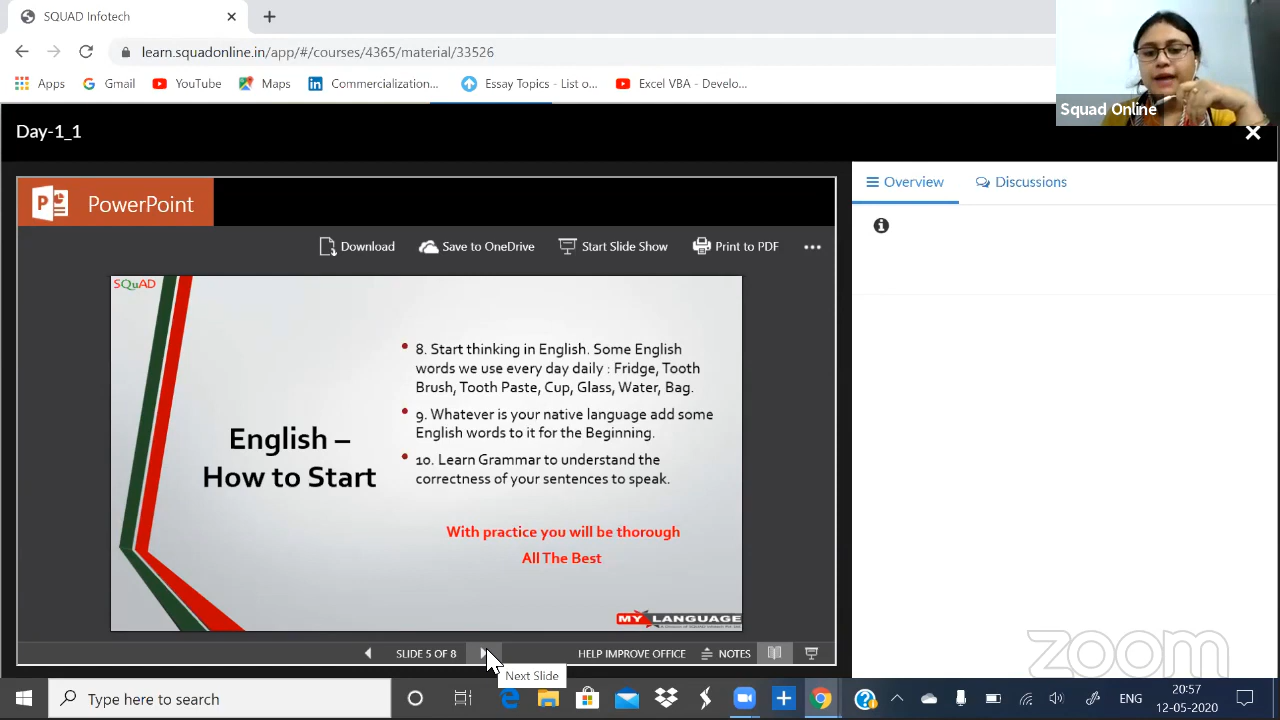 SQUAD Infotech
learn.squadonline.in/app/#/courses/4365/material/33526
Apps Gmail YouTube Maps Commercialization... Essay Topics - List o... Excel VBA - Develo...
Squad Online
Day-1_1
PowerPoint
Overview Discussions
Download Save to OneDrive Start Slide Show Print to PDF
SQuAD
English –
How to Start
8. Start thinking in English. Some English
words we use every day daily : Fridge, Tooth
Brush, Tooth Paste, Cup, Glass, Water, Bag.
9. Whatever is your native language add some
English words to it for the Beginning.
10. Learn Grammar to understand the
correctness of your sentences to speak.
With practice you will be thorough
All The Best
MY LANGUAGE
SLIDE 5 OF 8 HELP IMPROVE OFFICE NOTES
Next Slide
zoom
Type here to search
ENG
20:57
12-05-2020